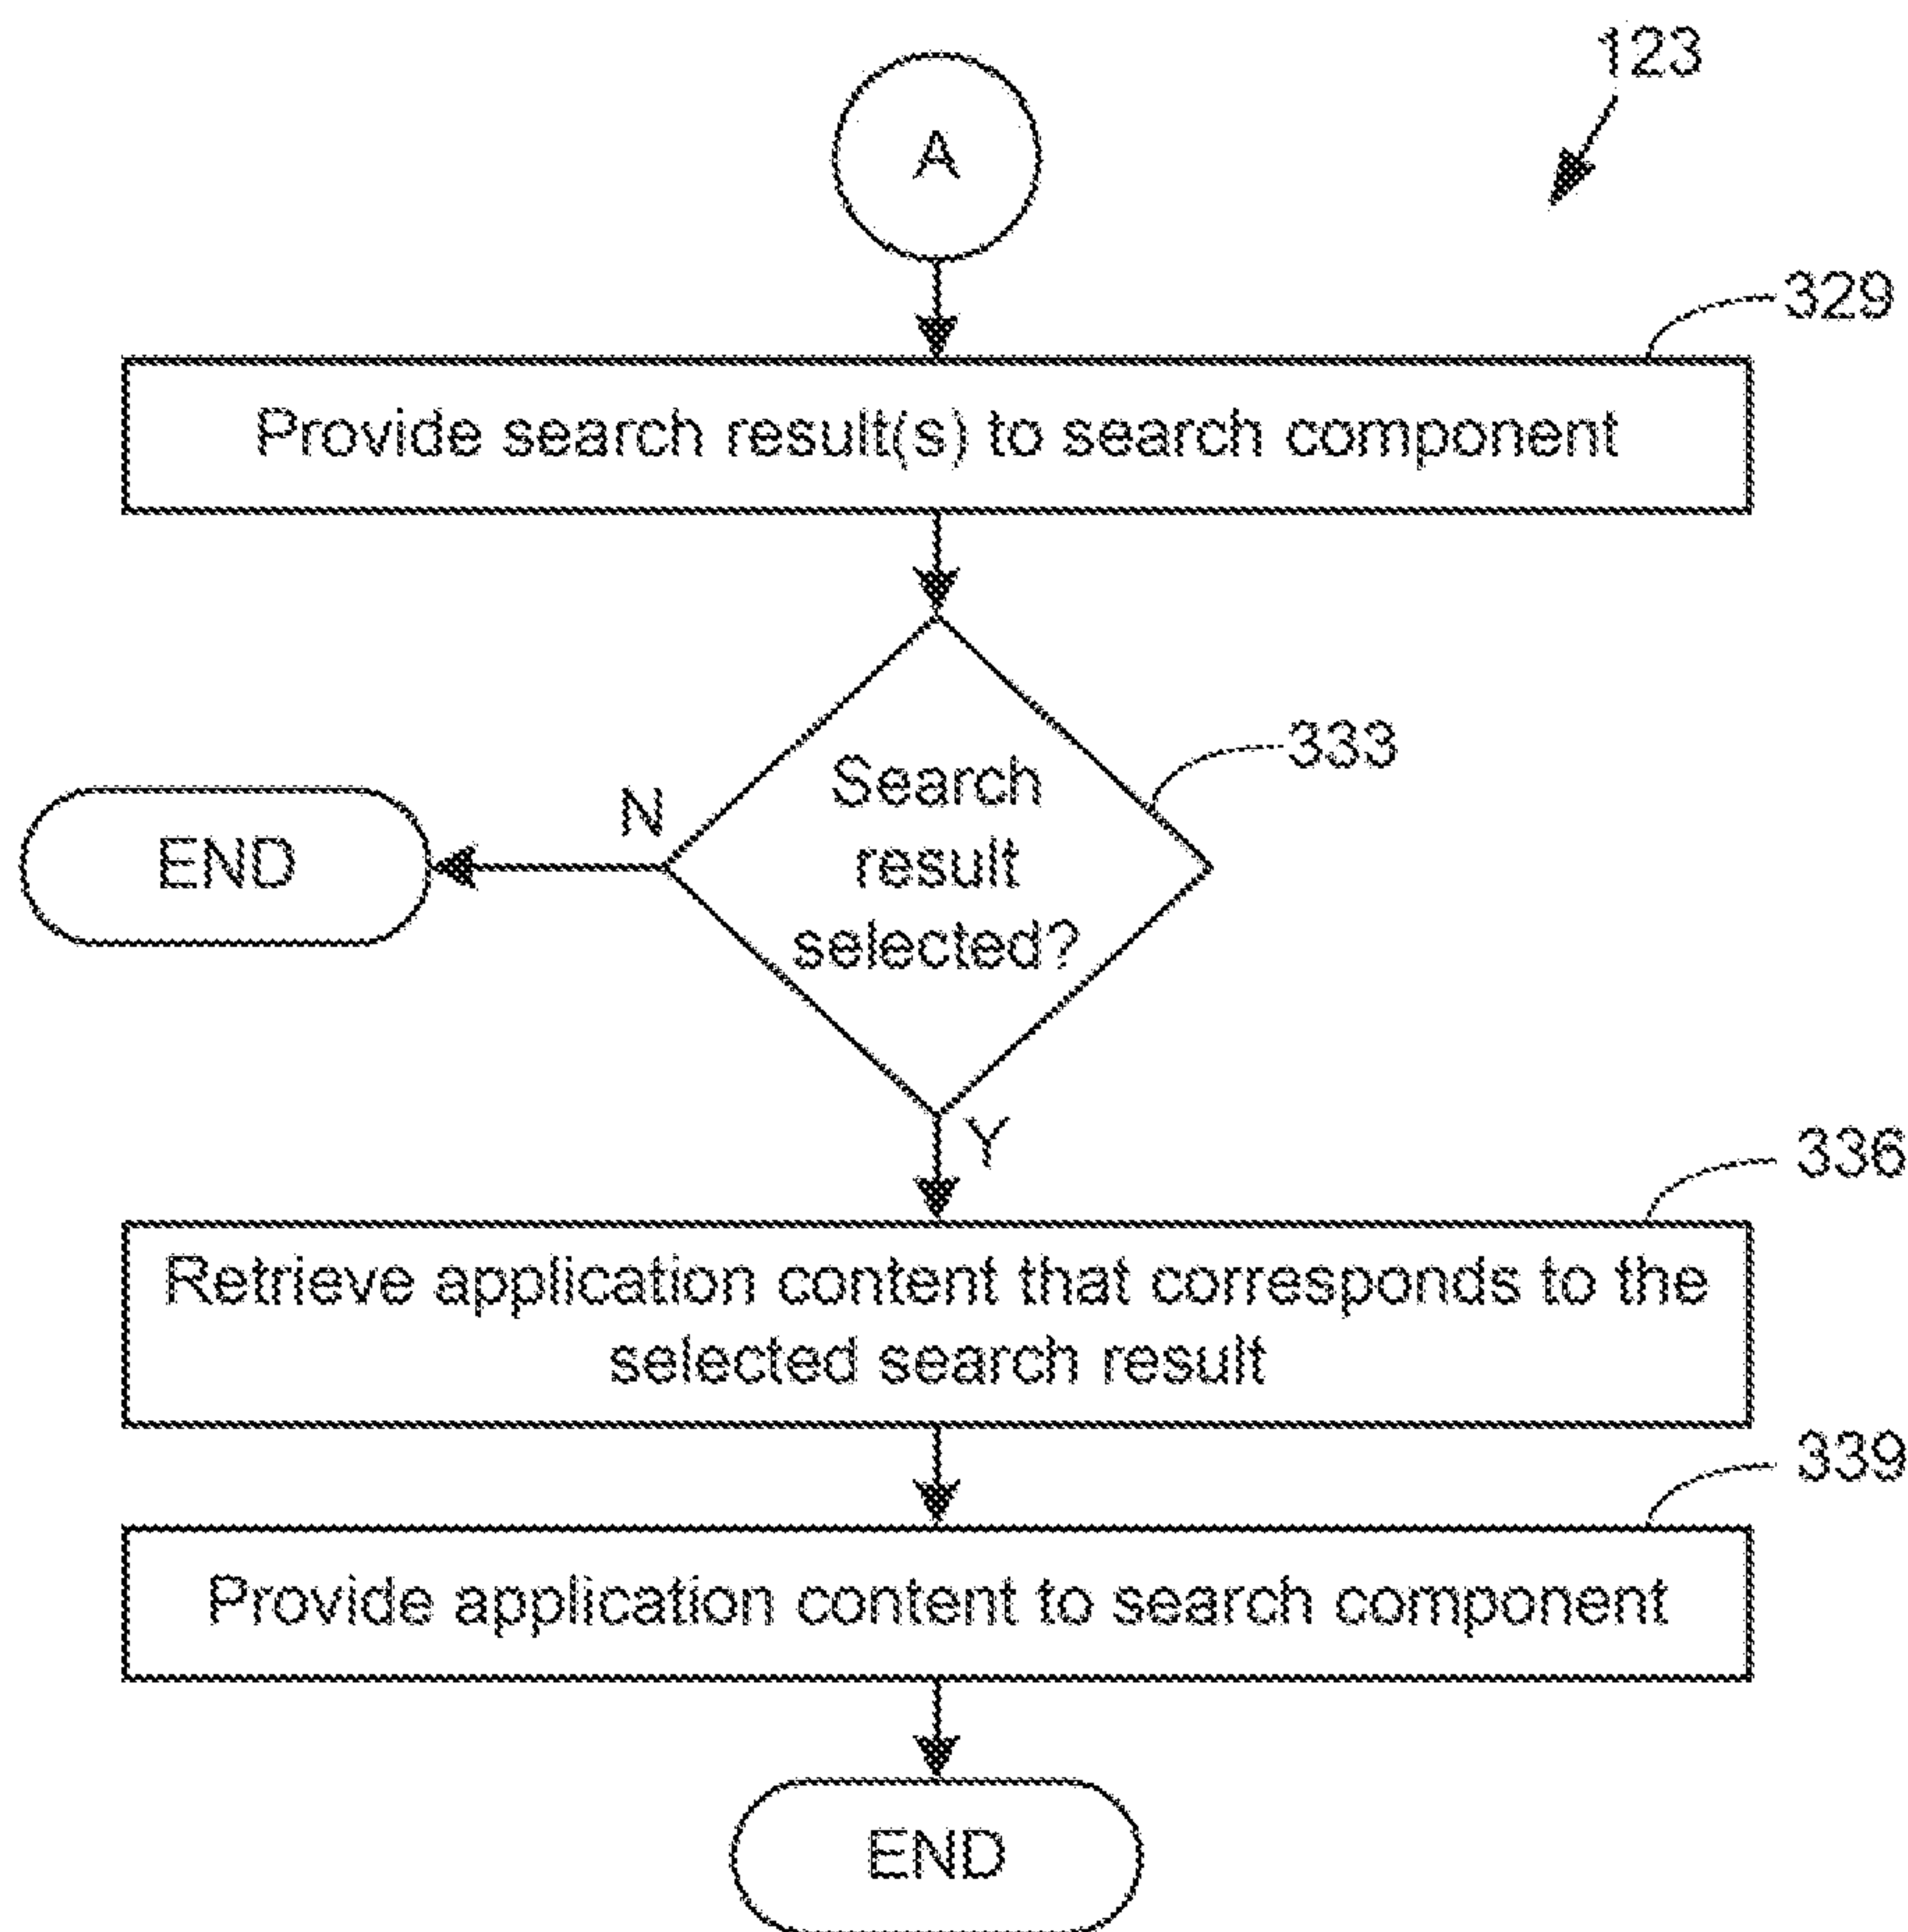 123
A
329
Provide search result(s) to search component
333
Search
result
selected?
N
END
Y
336
Retrieve application content that corresponds to the
selected search result
339
Provide application content to search component
END